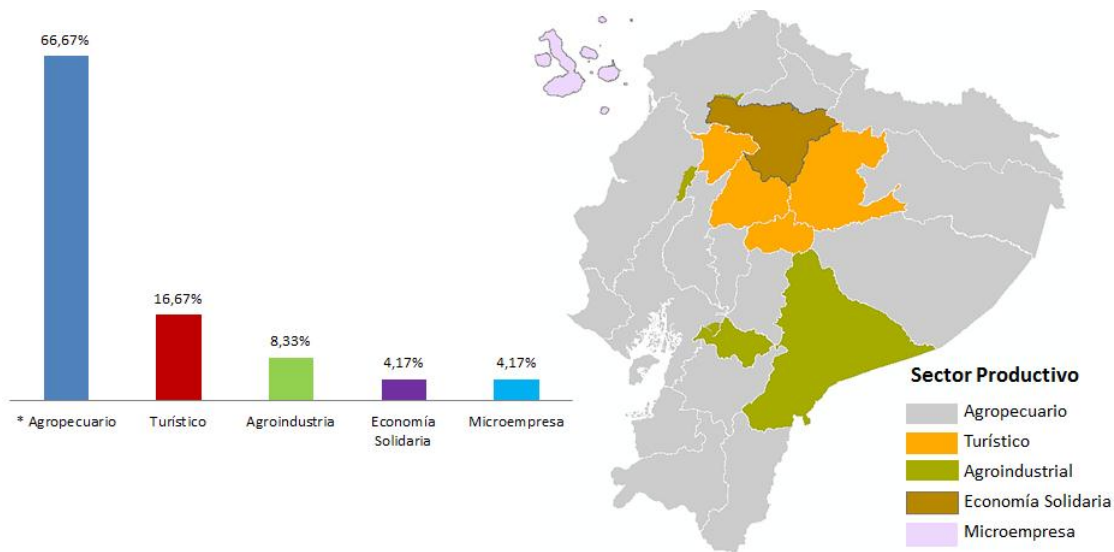 66,67%
16,67%
8,33%
4,17%
4,17%
* Agropecuario
Turístico
Agroindustria
Economía
Solidaria
Microempresa
Sector Productivo
Agropecuario
Turístico
Agroindustrial
Economía Solidaria
Microempresa